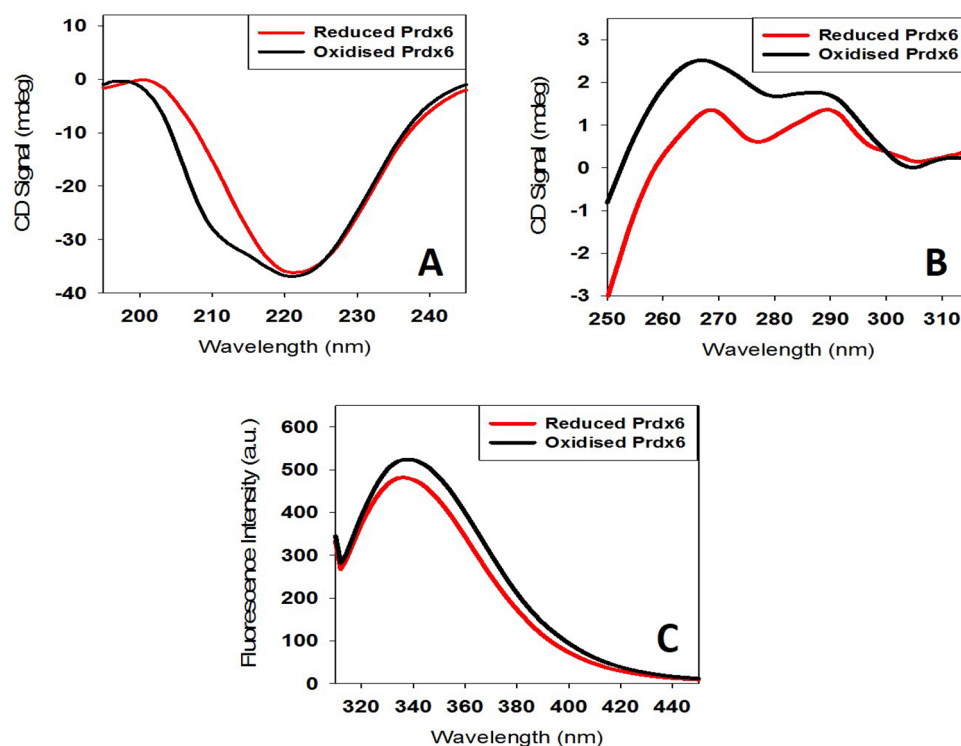 Reduced Prdx6
Oxidised Prdx6
CD Signal (mdeg)
10
0
-10
-20
-30
-40
200
210
220
230
240
Wavelength (nm)
A
Reduced Prdx6
Oxidised Prdx6
CD Signal (mdeg)
3
2
1
0
-1
-2
-3
250
260
270
280
290
300
310
Wavelength (nm)
B
Reduced Prdx6
Oxidised Prdx6
Fluorescence Intensity (a.u.)
600
500
400
300
200
100
0
320
340
360
380
400
420
440
Wavelength (nm)
C